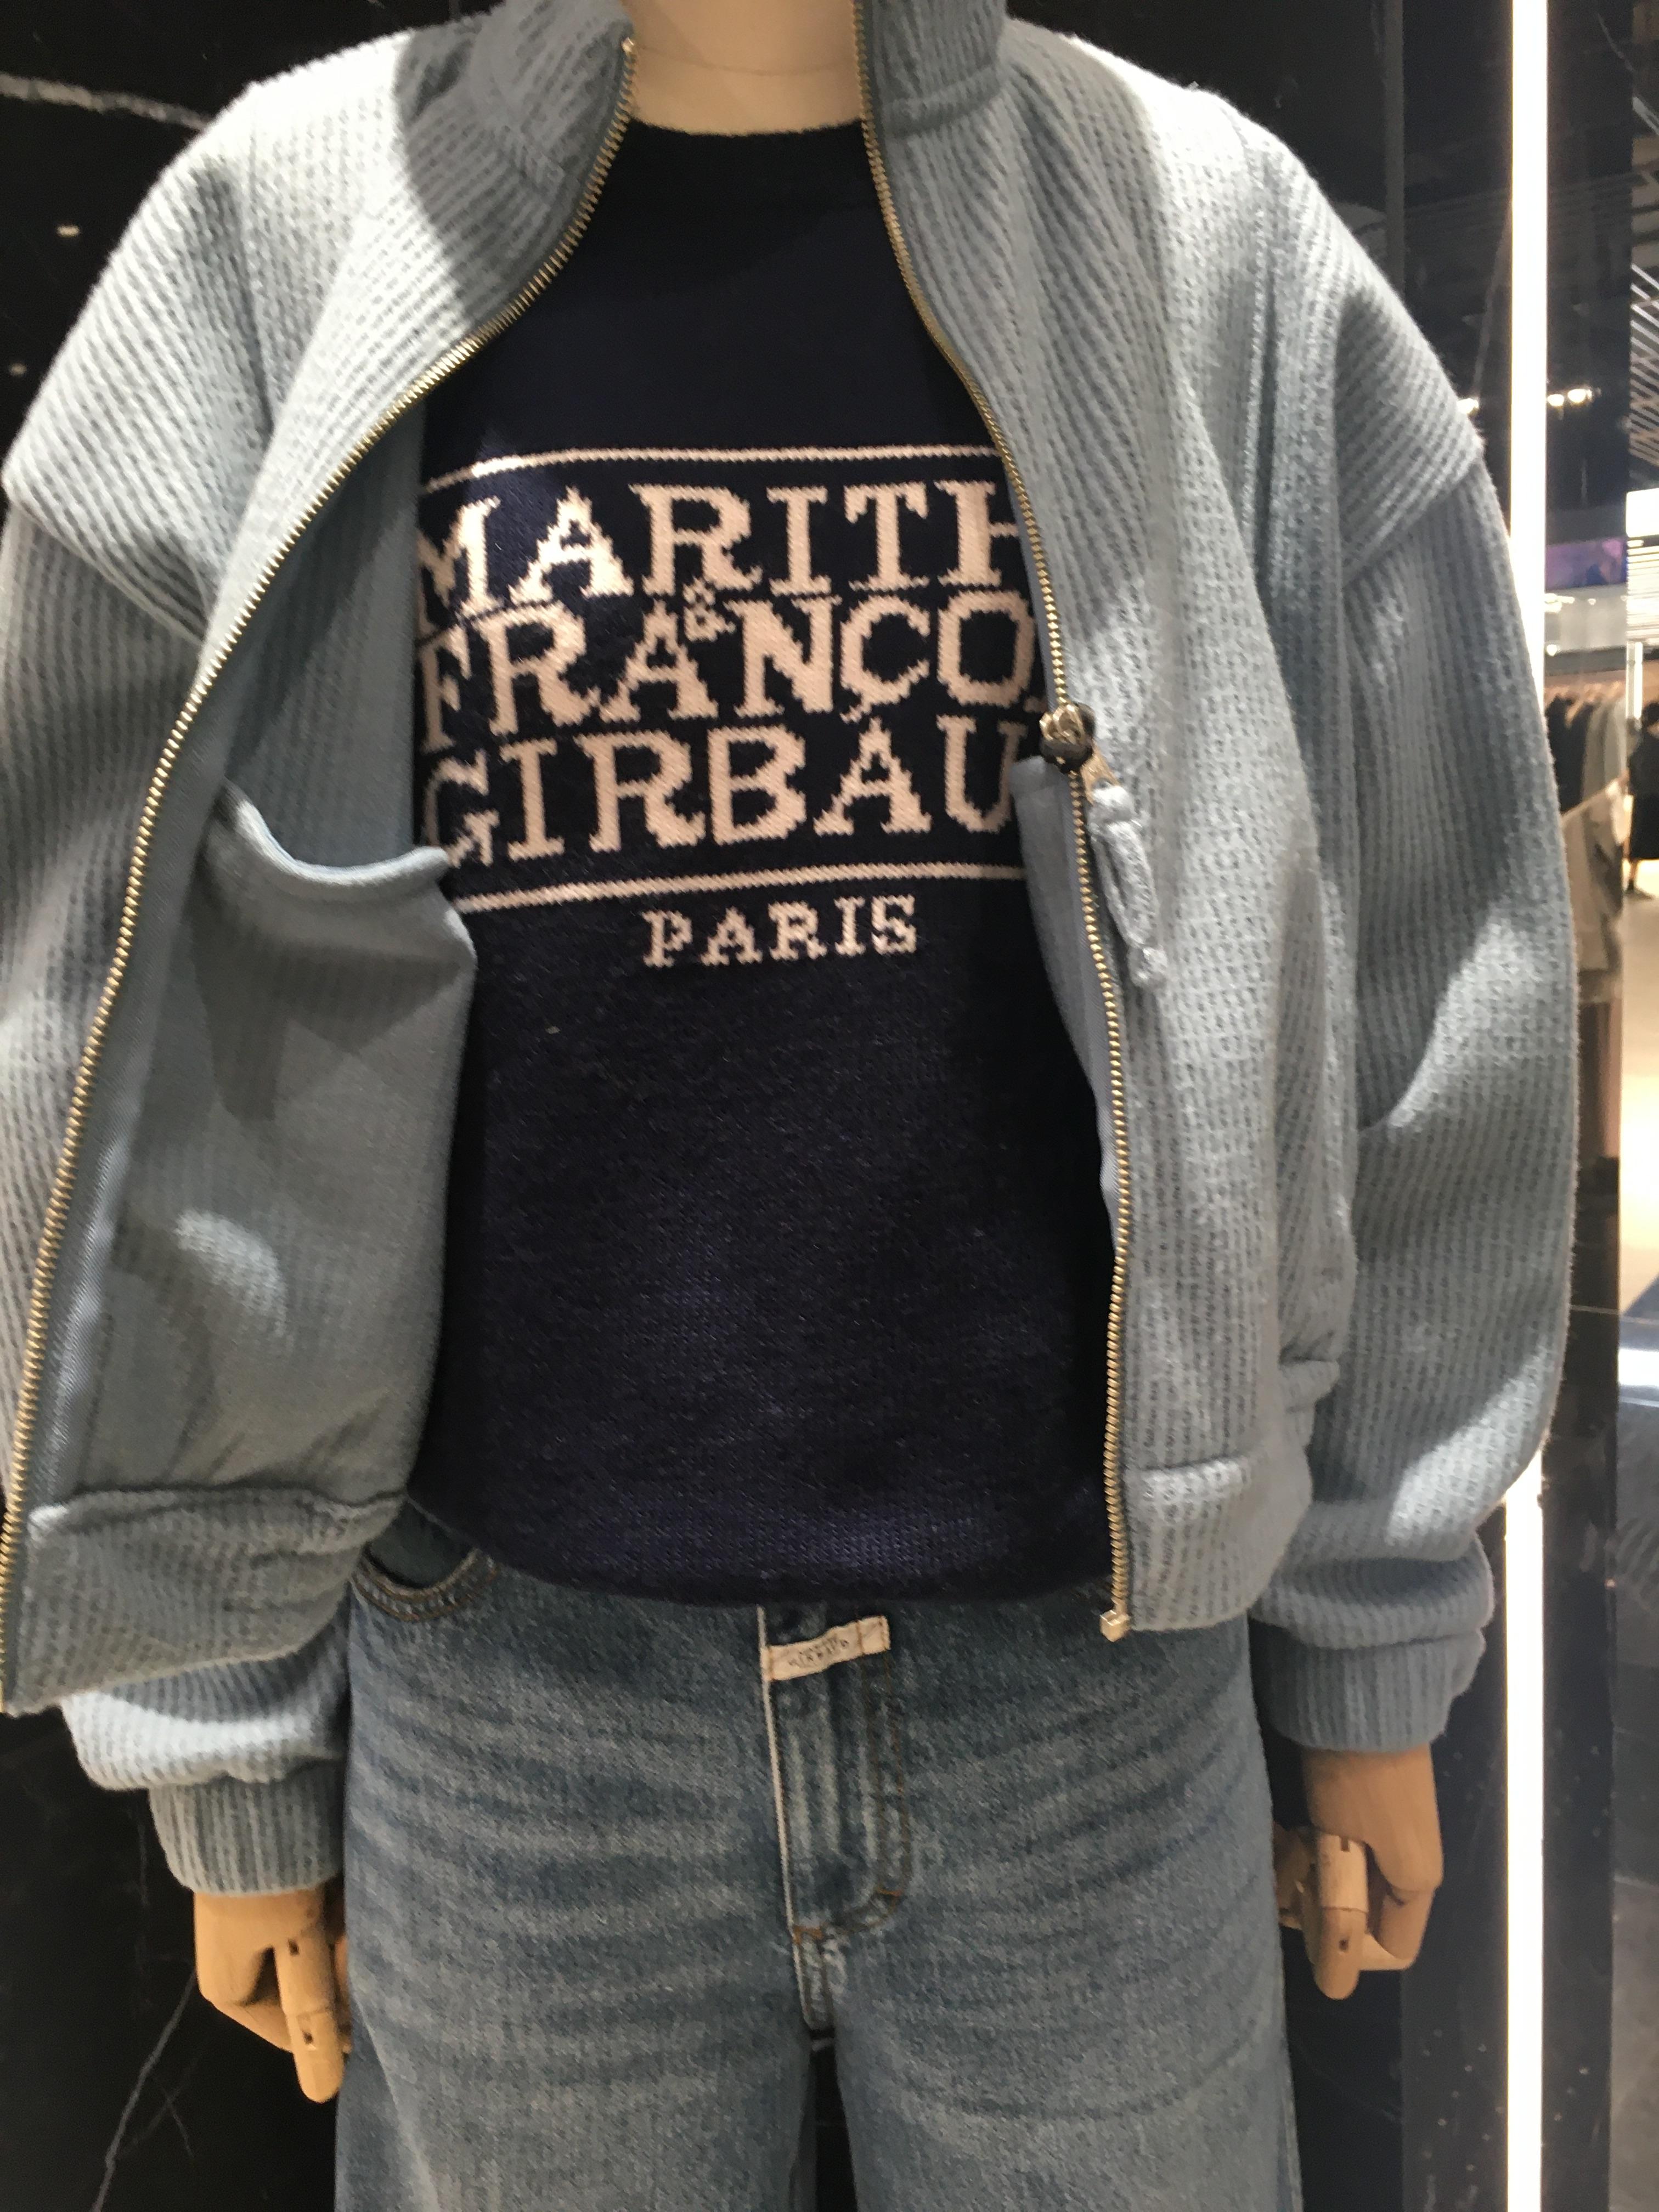 MARITH
&
FRANÇO
GIRBAU
PARIS